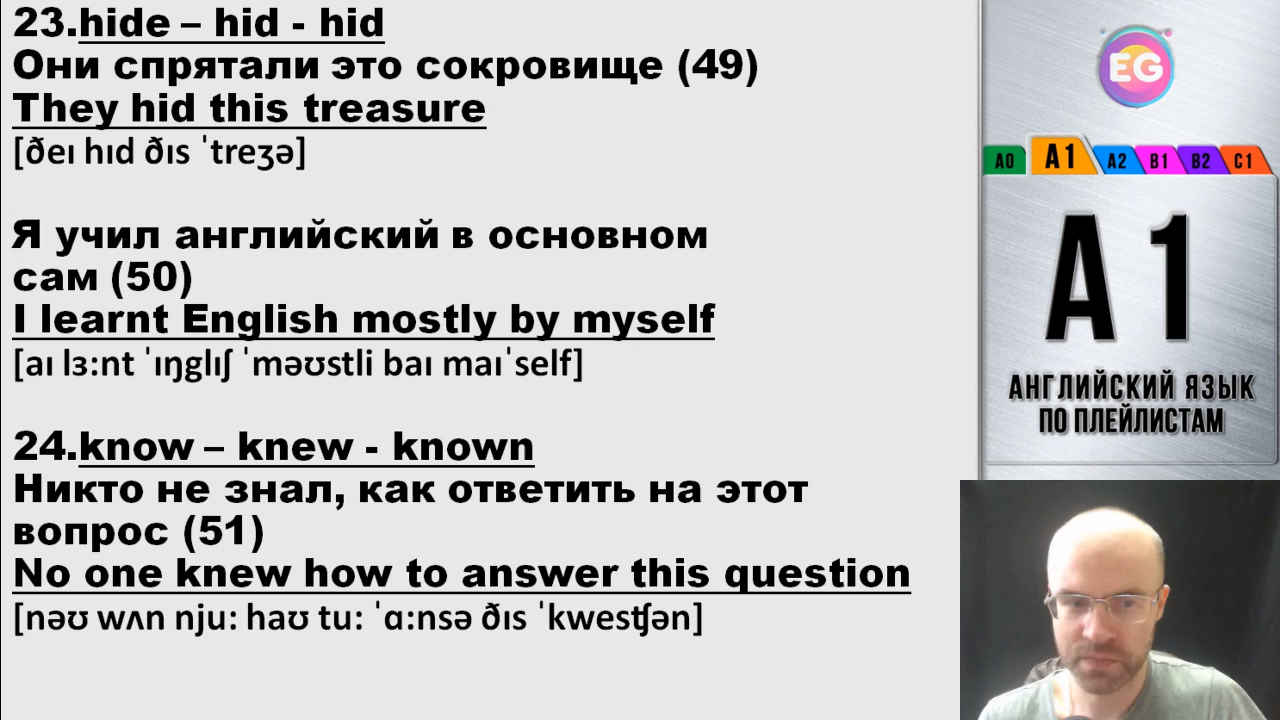 23.hide – hid - hid
Они спрятали это сокровище (49)
They hid this treasure
[ðeɪ hɪd ðɪs ˈtreʒə]
Я учил английский в основном
сам (50)
I learnt English mostly by myself
[aɪ lɜ:nt ˈɪŋglɪʃ ˈməʊstli baɪ maɪˈself]
24.know – knew - known
Никто не знал, как ответить на этот
вопрос (51)
No one knew how to answer this question
[nəʊ wʌn nju: haʊ tu: ˈɑ:nsə ðɪs ˈkwesʧən]
EG
A0 A1 A2 B1 B2 C1
A 1
АНГЛИЙСКИЙ ЯЗЫК
ПО ПЛЕЙЛИСТАМ